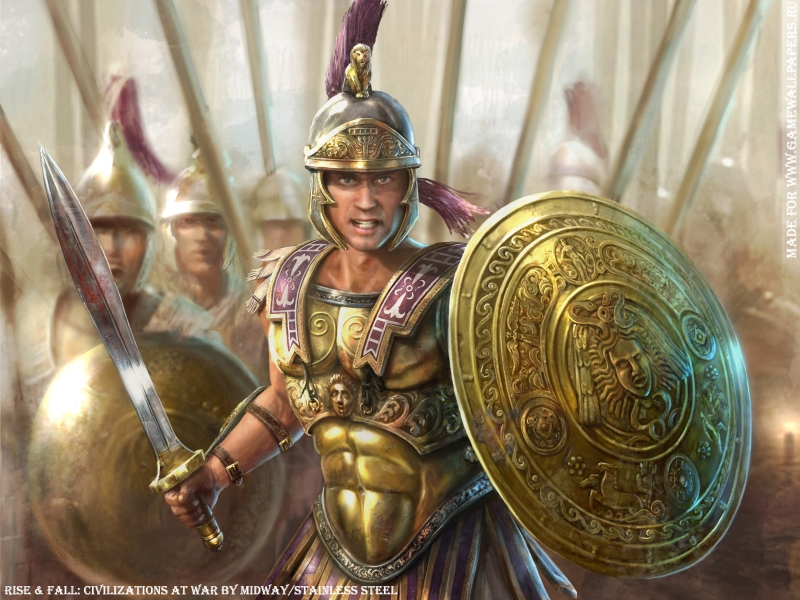 MADE FOR WWW.GAMEWALLPAPERS.RU
RISE & FALL: CIVILIZATIONS AT WAR BY MIDWAY/STAINLESS STEEL